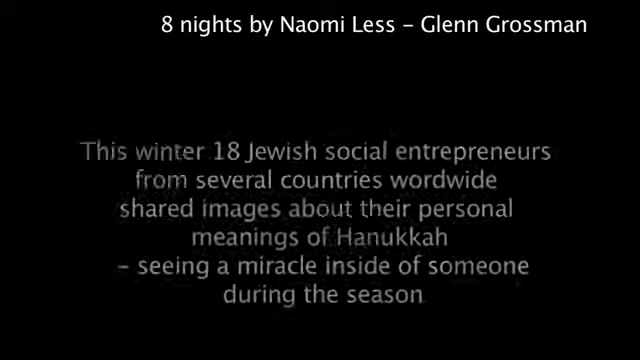 8 nights by Naomi Less – Glenn Grossman
This winter 18 Jewish social entrepreneurs
from several countries wordwide
shared images about their personal
meanings of Hanukkah
– seeing a miracle inside of someone
during the season